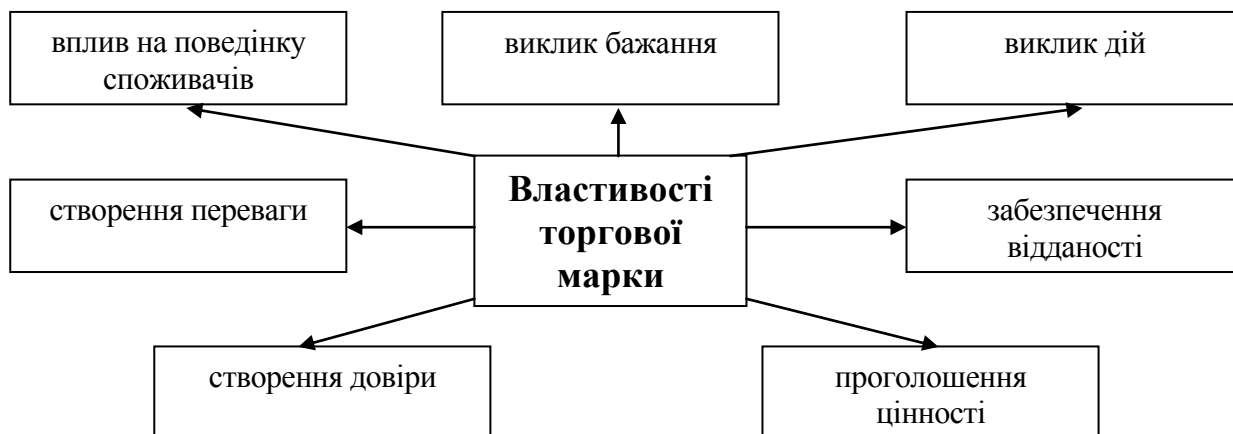 вплив на поведінку
споживачів
виклик бажання
виклик дій
створення переваги
Властивості
торгової
марки
забезпечення
відданості
створення довіри
проголошення
цінності